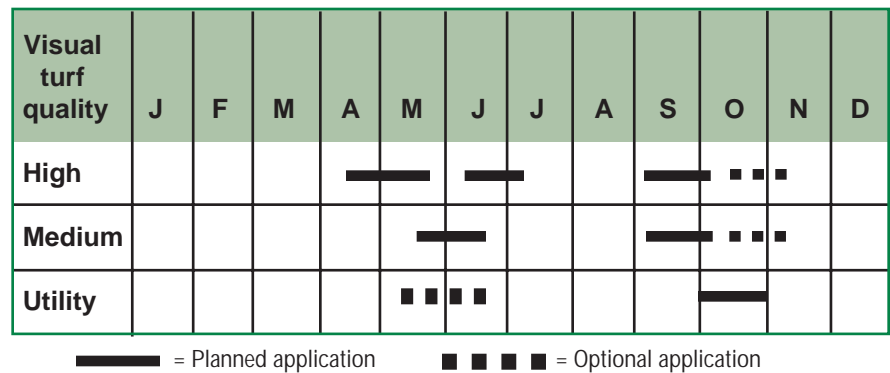 Visual
turf
quality J F M A M J J A S O N D
High
Medium
Utility
= Planned application = Optional application